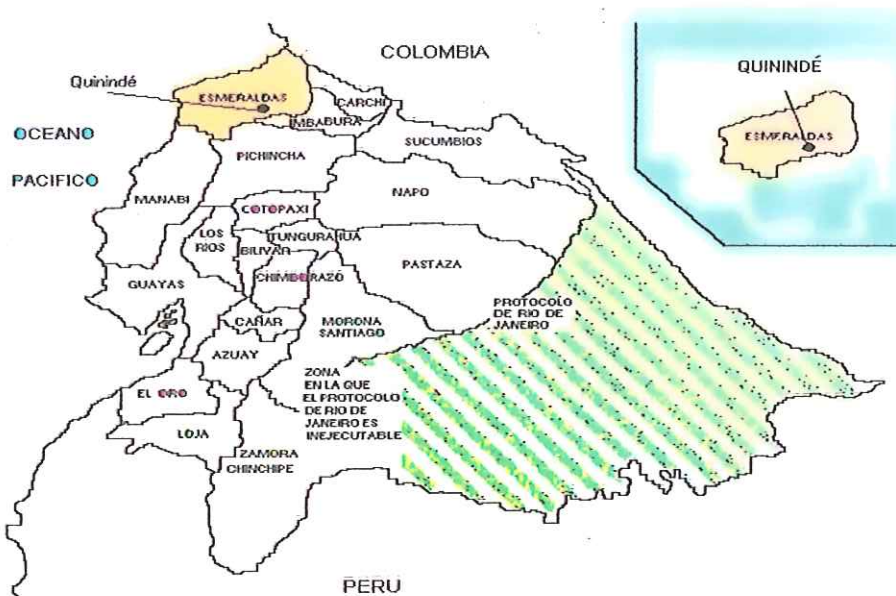 COLOMBIA
Quinindé
ESMERALDAS
CARCHI
IMBABURA
OCEANO
PACIFICO
PICHINCHA
SUCUMBIOS
MANABI
NAPO
COTOPAXI
LOS
RIOS
TUNGURAHUA
BILIVAR
PASTAZA
CHIMBORAZO
GUAYAS
PROTOCOLO
DE RIO DE
JANEIRO
CAÑAR
MORONA
SANTIAGO
AZUAY
ZONA
EN LA QUE
EL PROTOCOLO
DE RIO DE
JANEIRO ES
INEJECUTABLE
EL ORO
LOJA
ZAMORA
CHINCHIPE
PERU
QUININDÉ
ESMERALDAS